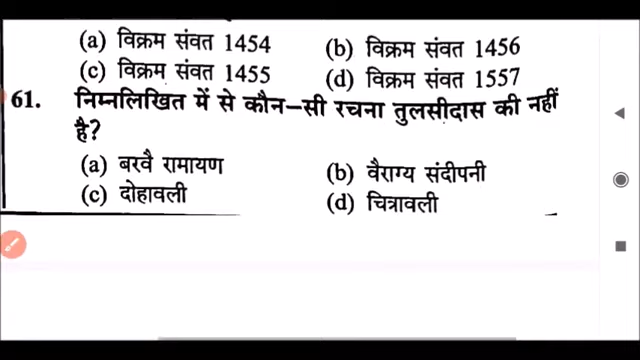 (a) विक्रम संवत 1454 (b) विक्रम संवत 1456
(c) विक्रम संवत 1455 (d) विक्रम संवत 1557
61. निम्नलिखित में से कौन-सी रचना तुलसीदास की नहीं
है?
(a) बरवै रामायण (b) वैराग्य संदीपनी
(c) दोहावली (d) चित्रावली